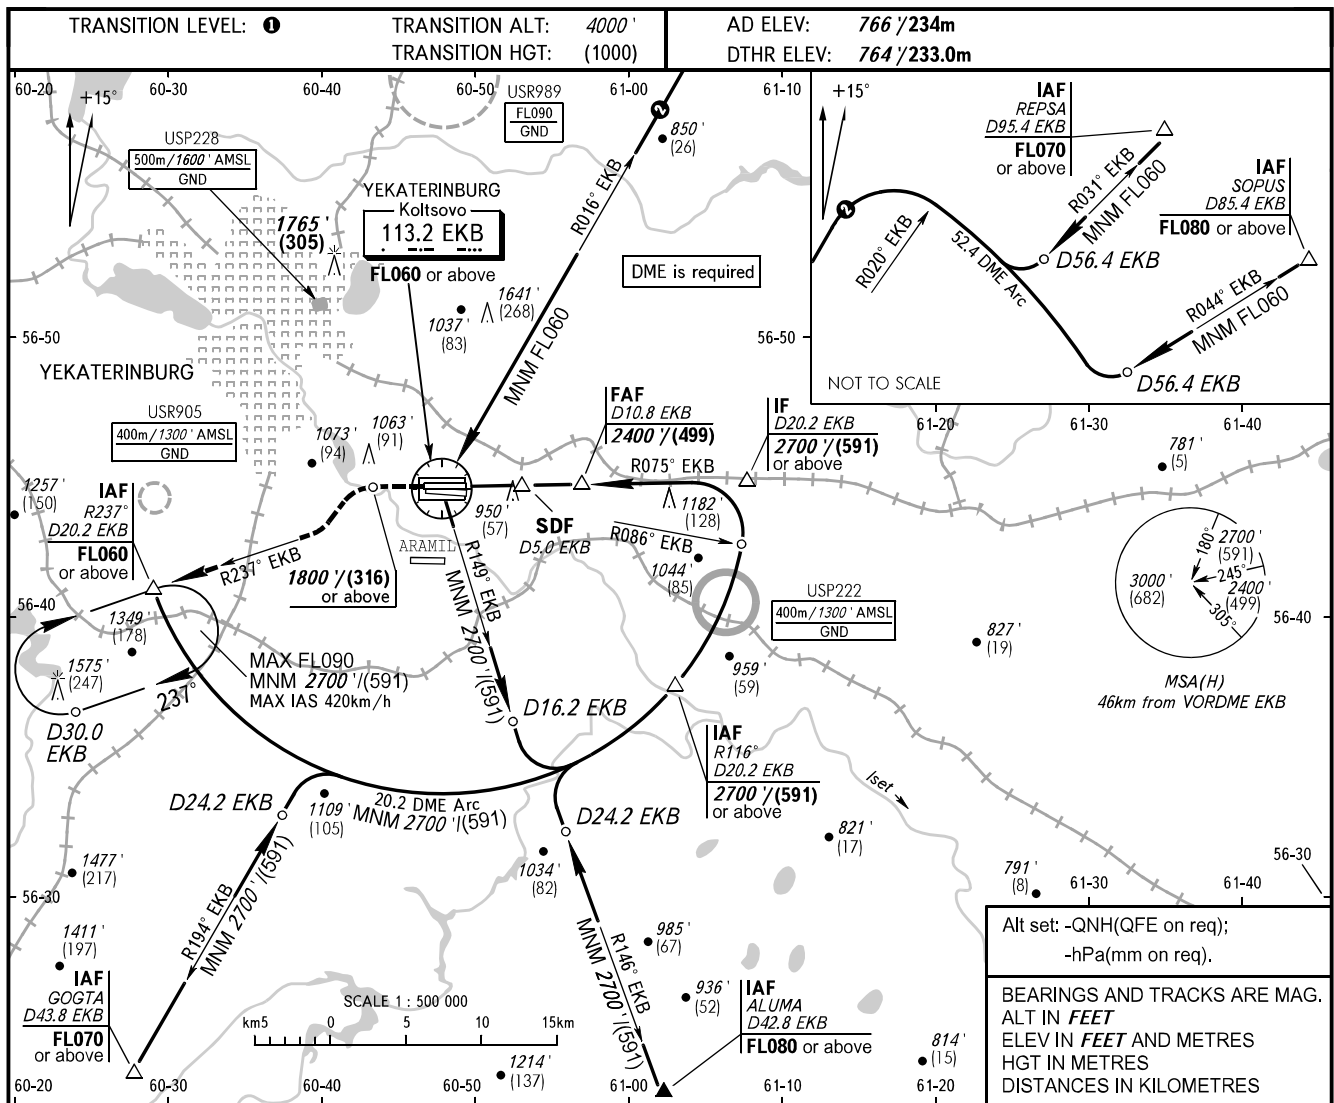 TRANSITION LEVEL: ❶
TRANSITION ALT: 4000'
TRANSITION HGT: (1000)
AD ELEV: 766'/234m
DTHR ELEV: 764'/233.0m
60-20
60-30
60-40
60-50
61-00
61-10
+15°
USR989
FL090
GND
USP228
500m/1600' AMSL
GND
850'
(26)
R016° EKB
MNM FL060
YEKATERINBURG
Koltsovo
113.2 EKB
FL060 or above
1765'
(305)
DME is required
1641'
(268)
1037'
(83)
56-50
YEKATERINBURG
USR905
400m/1300' AMSL
GND
1073'
(94)
1063'
(91)
1257'
(150)
+15°
IAF
REPSA
D95.4 EKB
FL070
or above
IAF
SOPUS
D85.4 EKB
FL080 or above
R031° EKB
MNM FL060
R020° EKB
52.4 DME Arc
D56.4 EKB
R044° EKB
MNM FL060
D56.4 EKB
NOT TO SCALE
56-50
61-20
61-30
61-40
FAF
D10.8 EKB
2400'/(499)
IF
D20.2 EKB
2700'/(591)
or above
R075° EKB
781'
(5)
IAF
R237°
D20.2 EKB
FL060
or above
950'
(57)
SDF
D5.0 EKB
1182'
(128)
R086° EKB
1044'
(85)
ARAMIL
R237° EKB
1800'/(316)
or above
R149° EKB
MNM 2700'/(591)
USP222
400m/1300' AMSL
GND
2700'
(591)
180°
245°
2400
(499)
305°
3000'
(682)
MSA(H)
46km from VORDME EKB
56-40
56-40
1349'
(178)
1575'
(247)
MAX FL090
MNM 2700'/(591)
MAX IAS 420km/h
237°
D30.0
EKB
827'
(19)
959'
(59)
D16.2 EKB
IAF
R116°
D20.2 EKB
2700'/(591)
or above
Iset
D24.2 EKB
20.2 DME Arc
MNM 2700'/(591)
1109'
(105)
D24.2 EKB
821'
(17)
1034'
(82)
1477'
(217)
791'
(8)
56-30
56-30
61-30
61-40
R194° EKB
MNM 2700'/(591)
R146° EKB
MNM 2700'/(591)
985'
(67)
936'
(52)
1411'
(197)
IAF
GOGTA
D43.8 EKB
FL070
or above
SCALE 1 : 500 000
km5 0 5 10 15km
IAF
ALUMA
D42.8 EKB
FL080 or above
1214'
(137)
814'
(15)
60-20
60-30
60-40
60-50
61-00
61-10
61-20
Alt set: -QNH(QFE on req);
-hPa(mm on req).
BEARINGS AND TRACKS ARE MAG.
ALT IN FEET
ELEV IN FEET AND METRES
HGT IN METRES
DISTANCES IN KILOMETRES